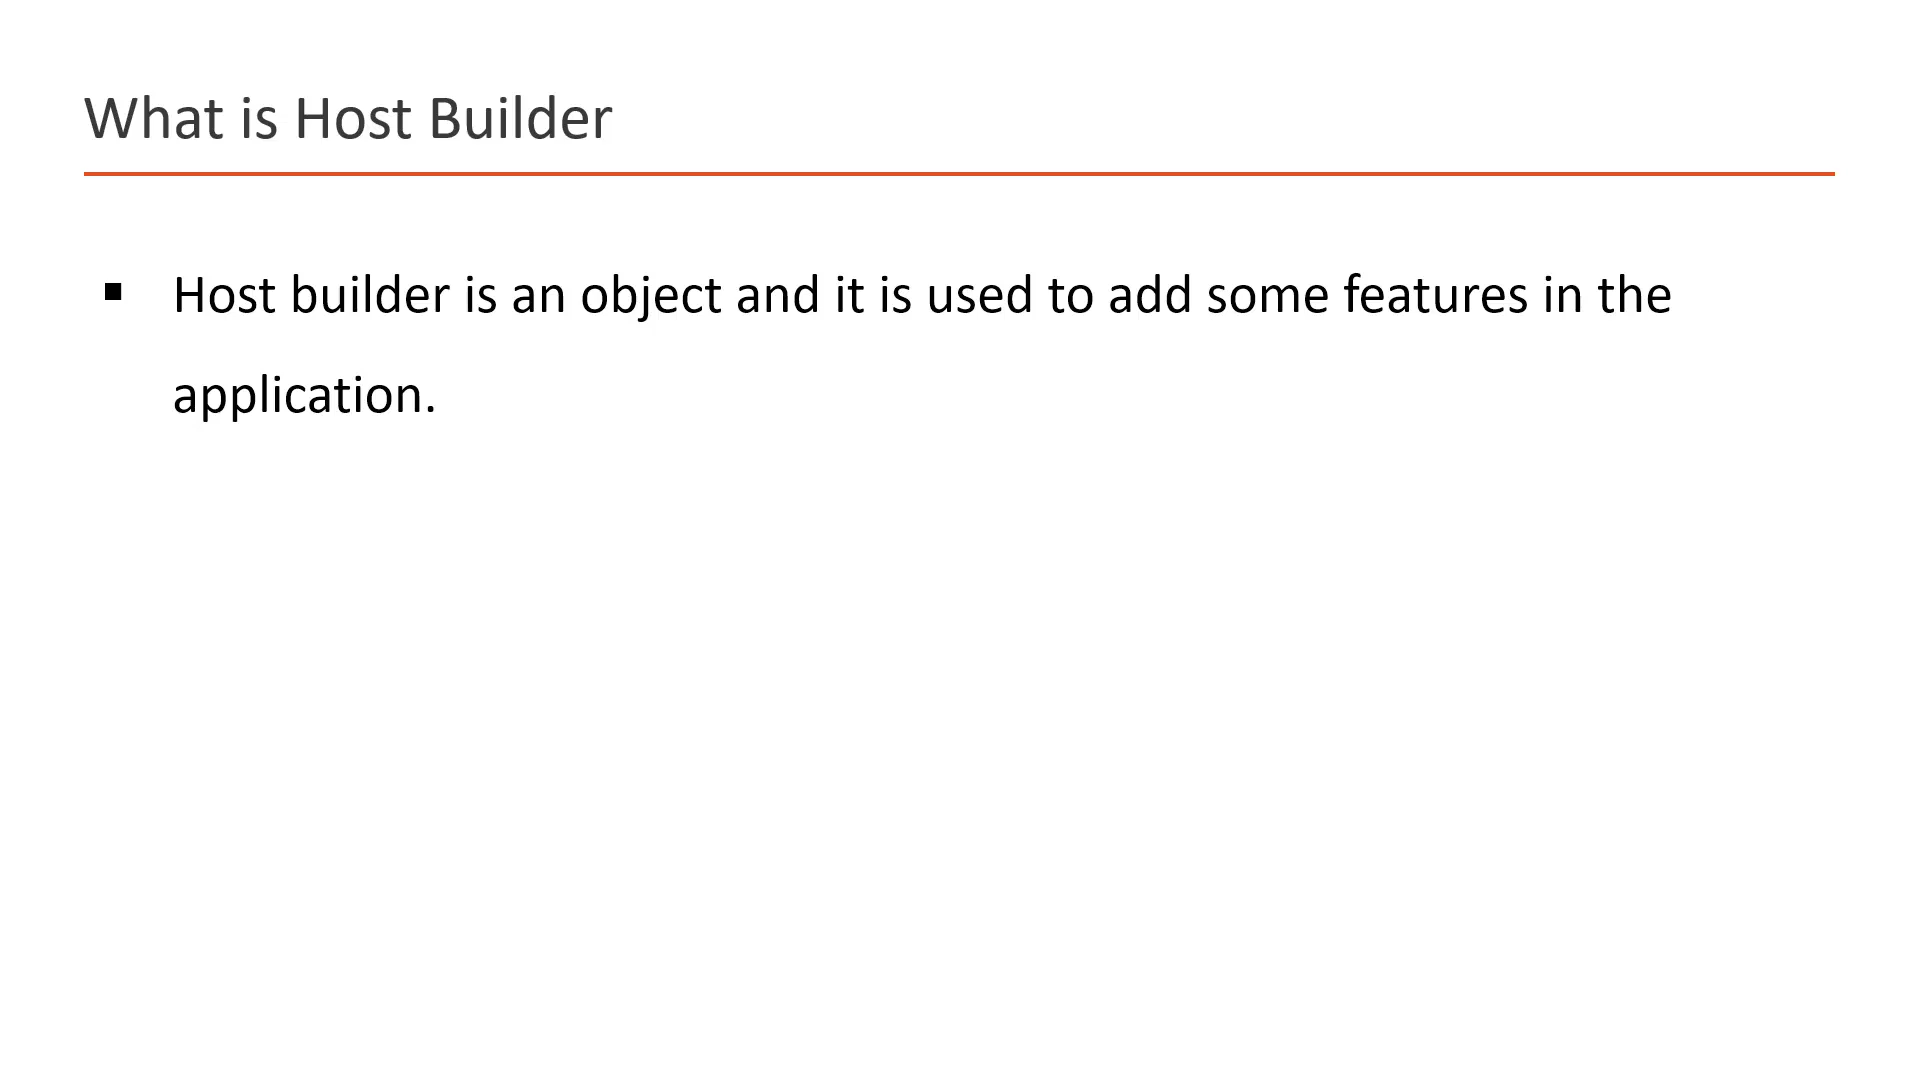 What is Host Builder
▪ Host builder is an object and it is used to add some features in the
application.